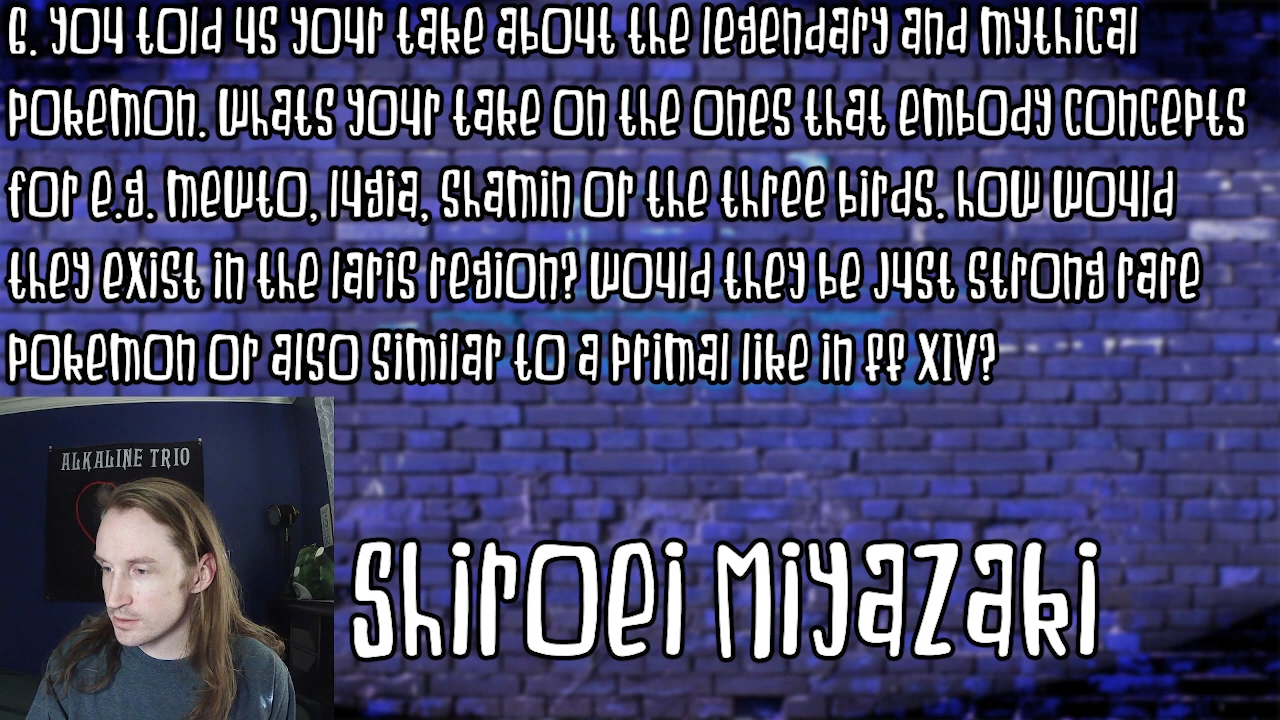 6. you told us your take about the legendary and mythical
pokemon. Whats your take on the ones that embody concepts
for e.g. mewto, lugia, shamin or the three birds. how would
they exist in the laris region? Would they be just strong rare
pokemon or also similar to a primal like in ff XIV?
ALKALINE TRIO
Shiroei Miyazaki